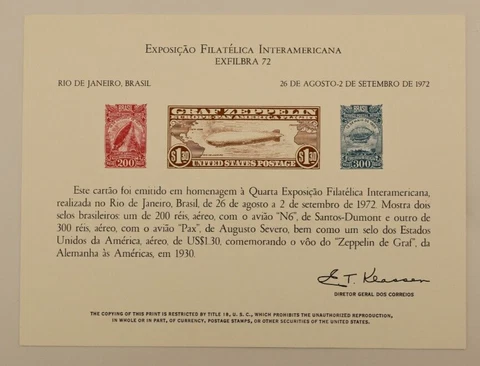 Exposição Filatélica Interamericana
EXFILBRA 72
RIO DE JANEIRO, BRASIL 26 DE AGOSTO-2 DE SETEMBRO DE 1972
BRASIL
200
GRAF ZEPPELIN
EUROPE-PAN AMERICA FLIGHT
$1.30 $1.30
UNITED STATES POSTAGE
BRASIL
300
Este cartão foi emitido em homenagem à Quarta Exposição Filatélica Interamericana,
realizada no Rio de Janeiro, Brasil, de 26 de agosto a 2 de setembro de 1972. Mostra dois
selos brasileiros: um de 200 réis, aéreo, com o avião "N6", de Santos-Dumont e outro de
300 réis, aéreo, com o avião "Pax", de Augusto Severo, bem como um selo dos Estados
Unidos da América, aéreo, de US$1.30, comemorando o vôo do "Zeppelin de Graf", da
Alemanha às Américas, em 1930.
E. T. Klassen
DIRETOR GERAL DOS CORREIOS
THE COPYING OF THIS PRINT IS RESTRICTED BY TITLE 18, U. S. C., WHICH PROHIBITS THE UNAUTHORIZED REPRODUCTION,
IN WHOLE OR IN PART, OF CURRENCY, POSTAGE STAMPS, OR OTHER SECURITIES OF THE UNITED STATES.